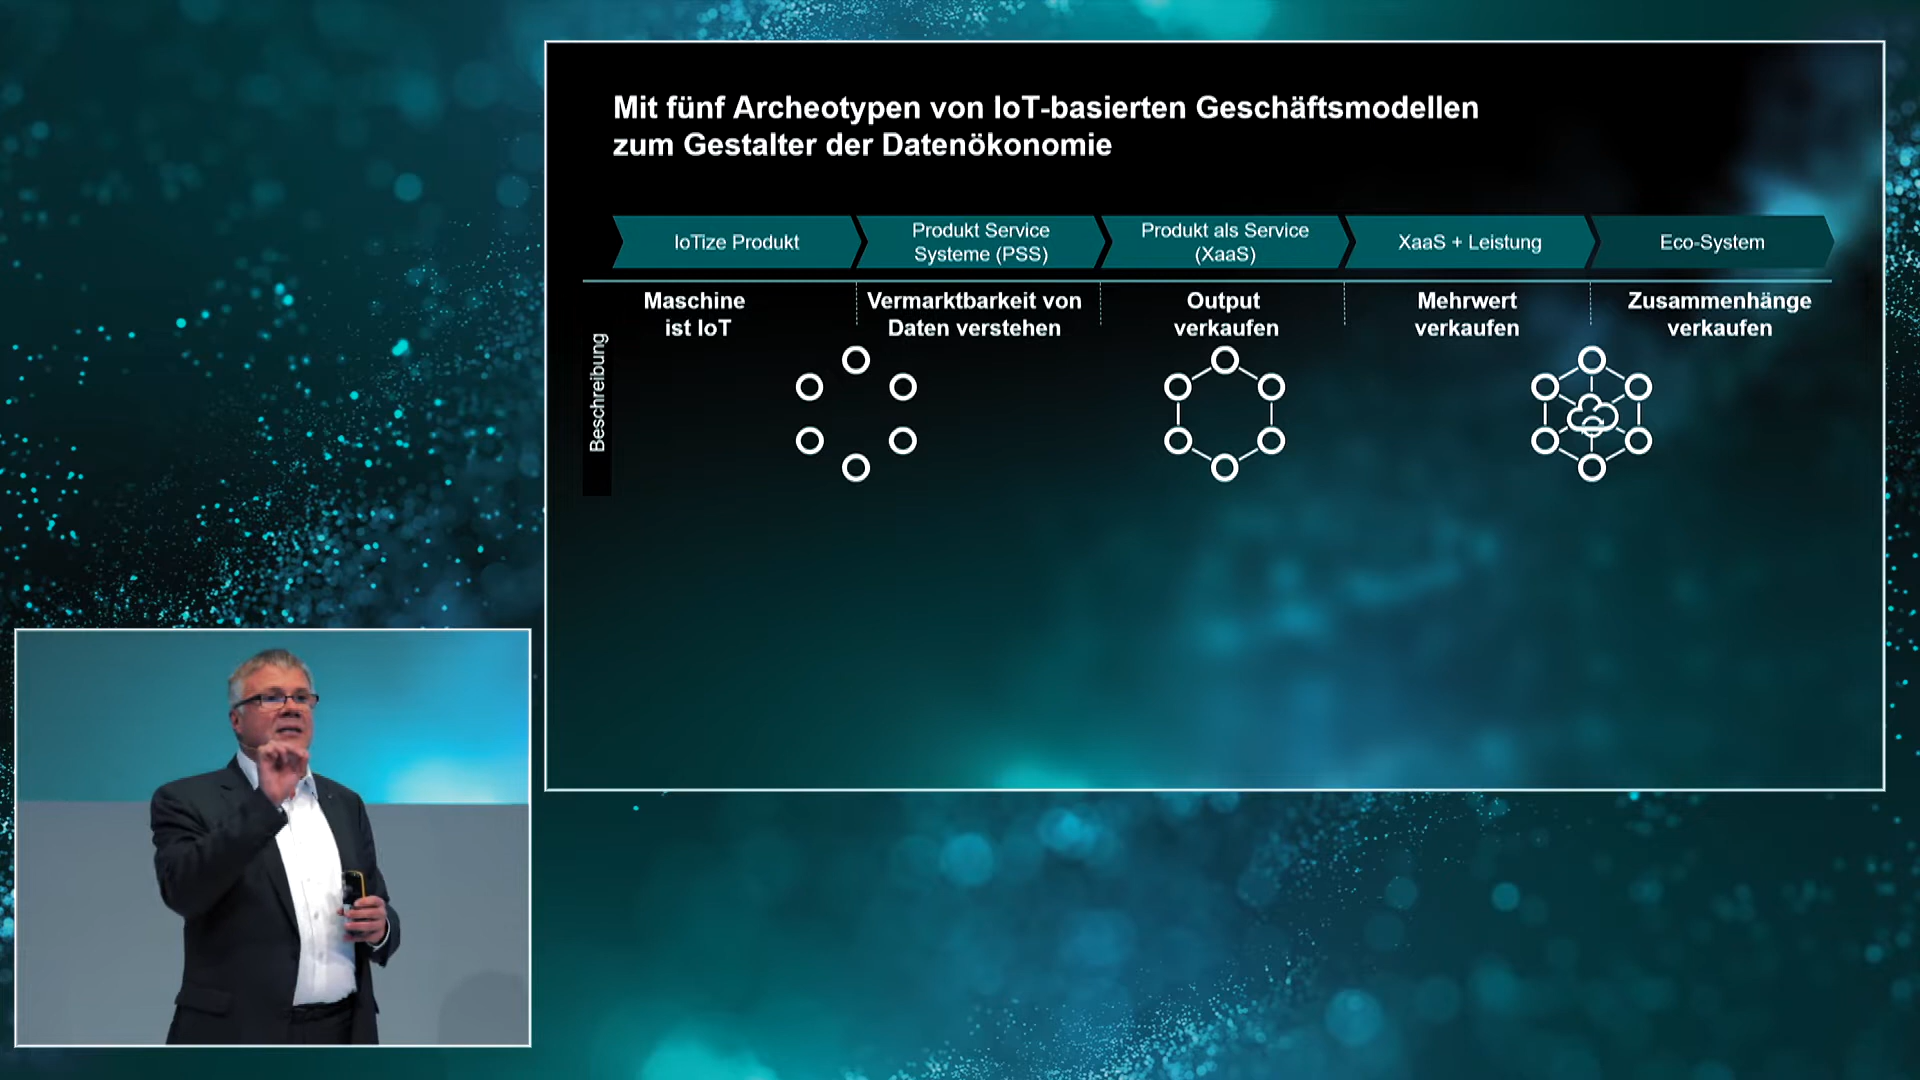 Mit fünf Archeotypen von IoT-basierten Geschäftsmodellen
zum Gestalter der Datenökonomie
IoTize Produkt
Produkt Service
Systeme (PSS)
Produkt als Service
(XaaS)
XaaS + Leistung
Eco-System
Beschreibung
Maschine
ist IoT
Vermarktbarkeit von
Daten verstehen
Output
verkaufen
Mehrwert
verkaufen
Zusammenhänge
verkaufen